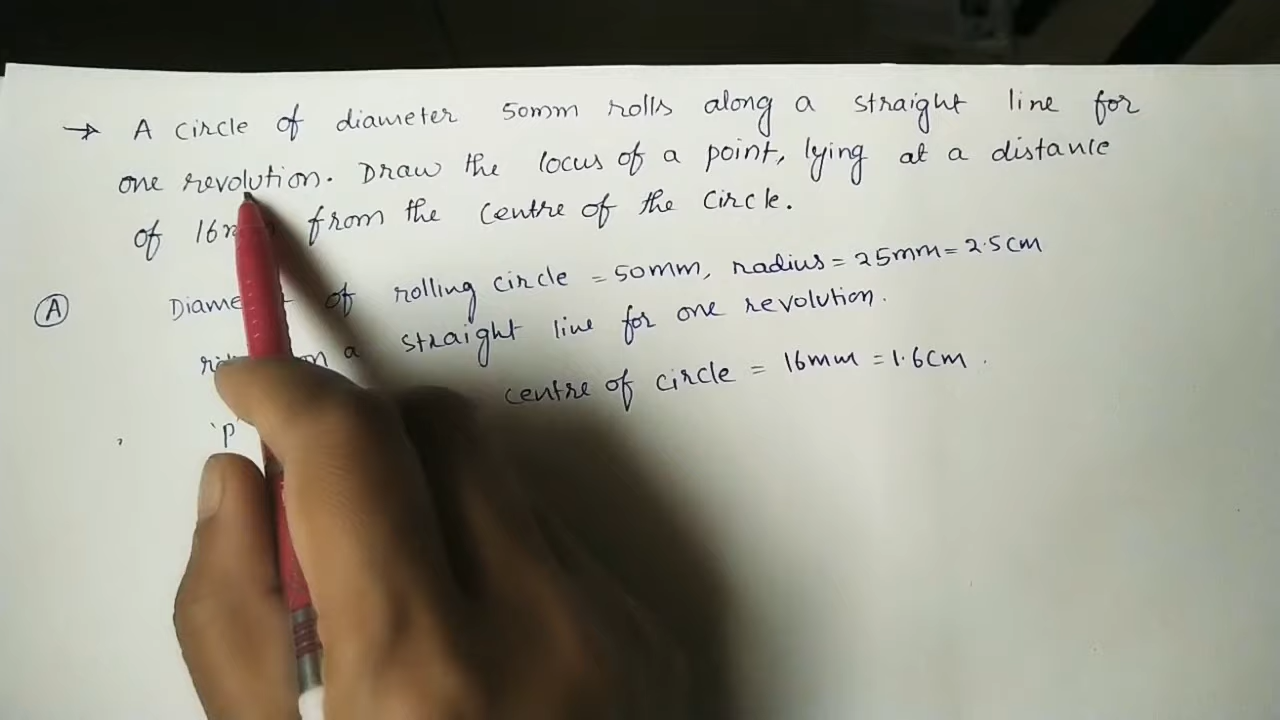 → A circle of diameter 50mm rolls along a straight line for
one revolution. Draw the locus of a point, lying at a distance
of 16 from the centre of the circle.
A Diame of rolling circle = 50mm, radius = 25mm = 2.5cm
on a straight line for one revolution.
'P' centre of circle = 16mm = 1.6cm.